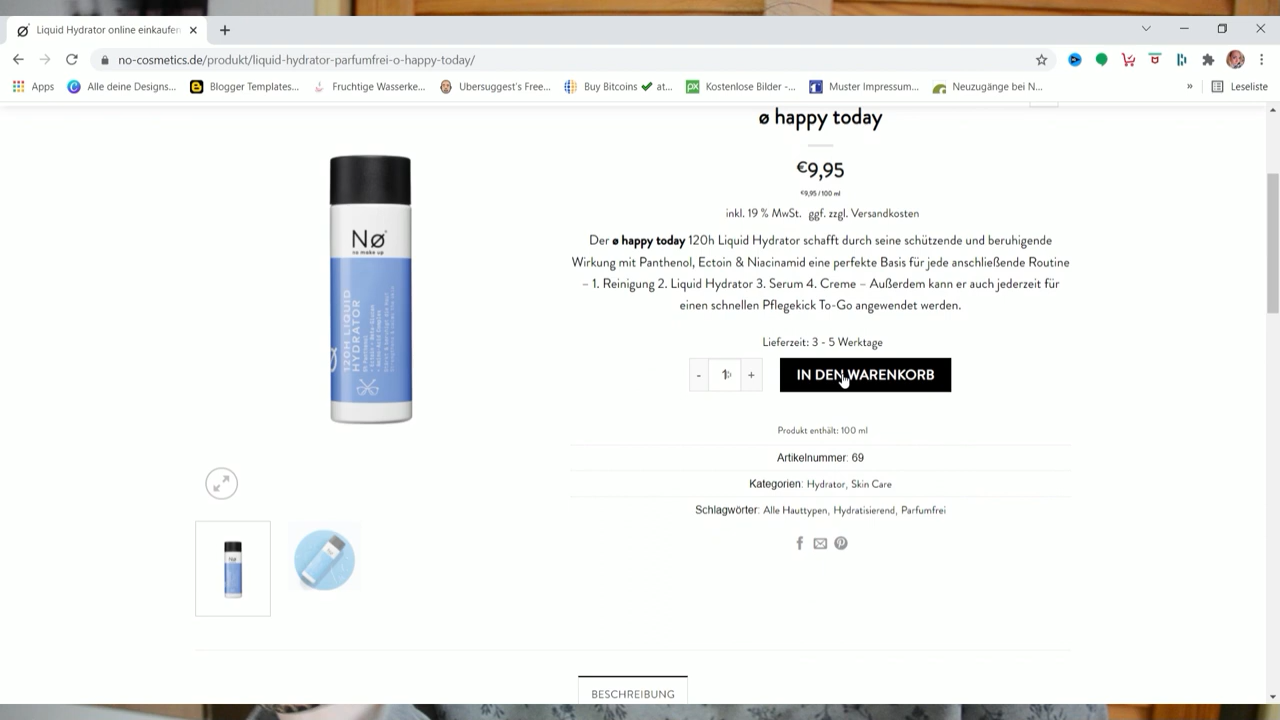 Liquid Hydrator online einkaufen
no-cosmetics.de/produkt/liquid-hydrator-parfumfrei-o-happy-today/
Apps
Alle deine Designs...
Blogger Templates...
Fruchtige Wasserke...
Ubersuggest's Free...
Buy Bitcoins ✔ at...
Kostenlose Bilder -...
Muster Impressum...
Neuzugänge bei N...
»
Leseliste
ø happy today
€9,95
€9,95 / 100 ml
inkl. 19 % MwSt. ggf. zzgl. Versandkosten
Der ø happy today 120h Liquid Hydrator schafft durch seine schützende und beruhigende
Wirkung mit Panthenol, Ectoin & Niacinamid eine perfekte Basis für jede anschließende Routine
– 1. Reinigung 2. Liquid Hydrator 3. Serum 4. Creme – Außerdem kann er auch jederzeit für
einen schnellen Pflegekick To-Go angewendet werden.
Lieferzeit: 3 - 5 Werktage
- 1 +
IN DEN WARENKORB
Produkt enthält: 100 ml
Artikelnummer: 69
Kategorien: Hydrator, Skin Care
Schlagwörter: Alle Hauttypen, Hydratisierend, Parfumfrei
BESCHREIBUNG
Nø
no make up
120H LIQUID
HYDRATOR